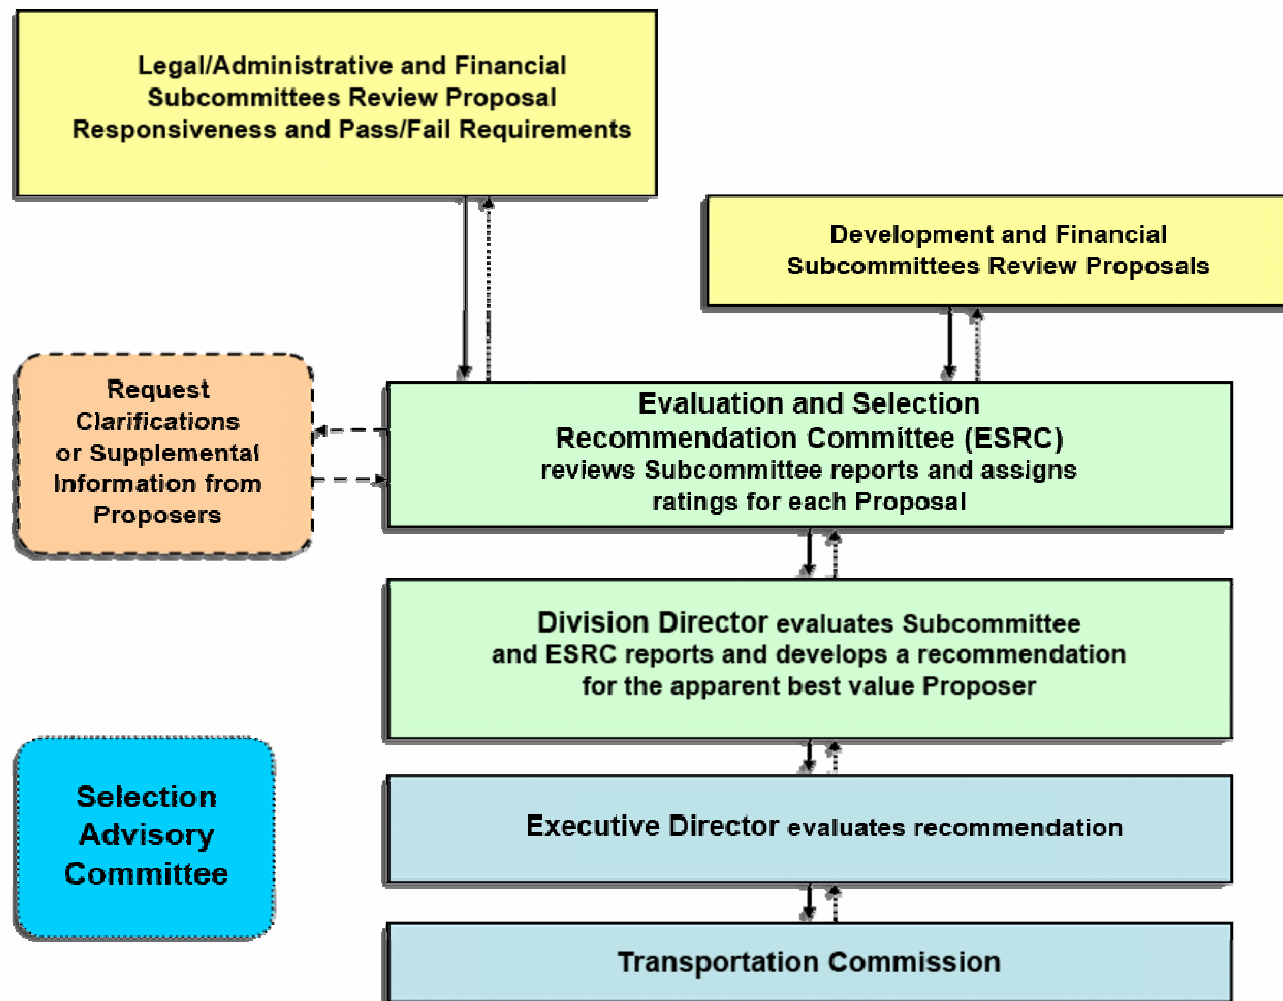 Legal/Administrative and Financial
Subcommittees Review Proposal
Responsiveness and Pass/Fail Requirements
Development and Financial
Subcommittees Review Proposals
Request
Clarifications
or Supplemental
Information from
Proposers
Evaluation and Selection
Recommendation Committee (ESRC)
reviews Subcommittee reports and assigns
ratings for each Proposal
Division Director evaluates Subcommittee
and ESRC reports and develops a recommendation
for the apparent best value Proposer
Selection
Advisory
Committee
Executive Director evaluates recommendation
Transportation Commission